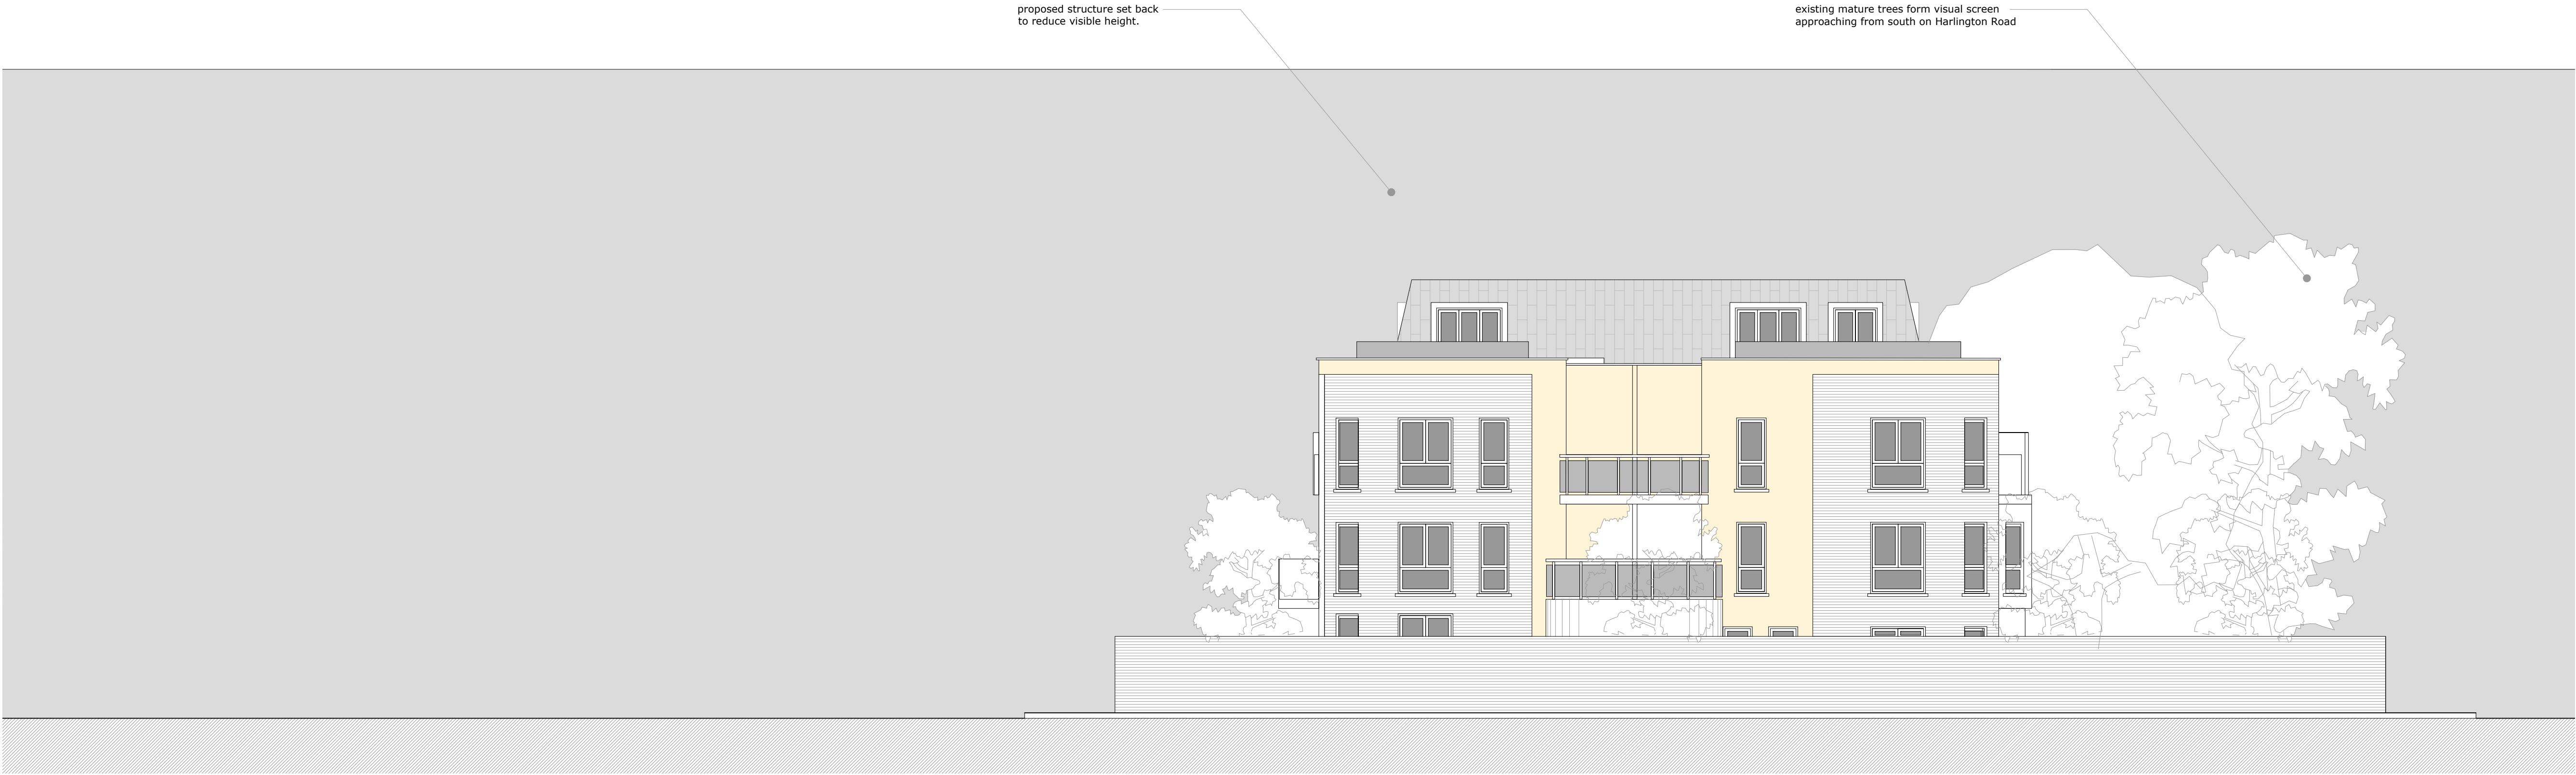 proposed structure set back
to reduce visible height.
existing mature trees form visual screen
approaching from south on Harlington Road